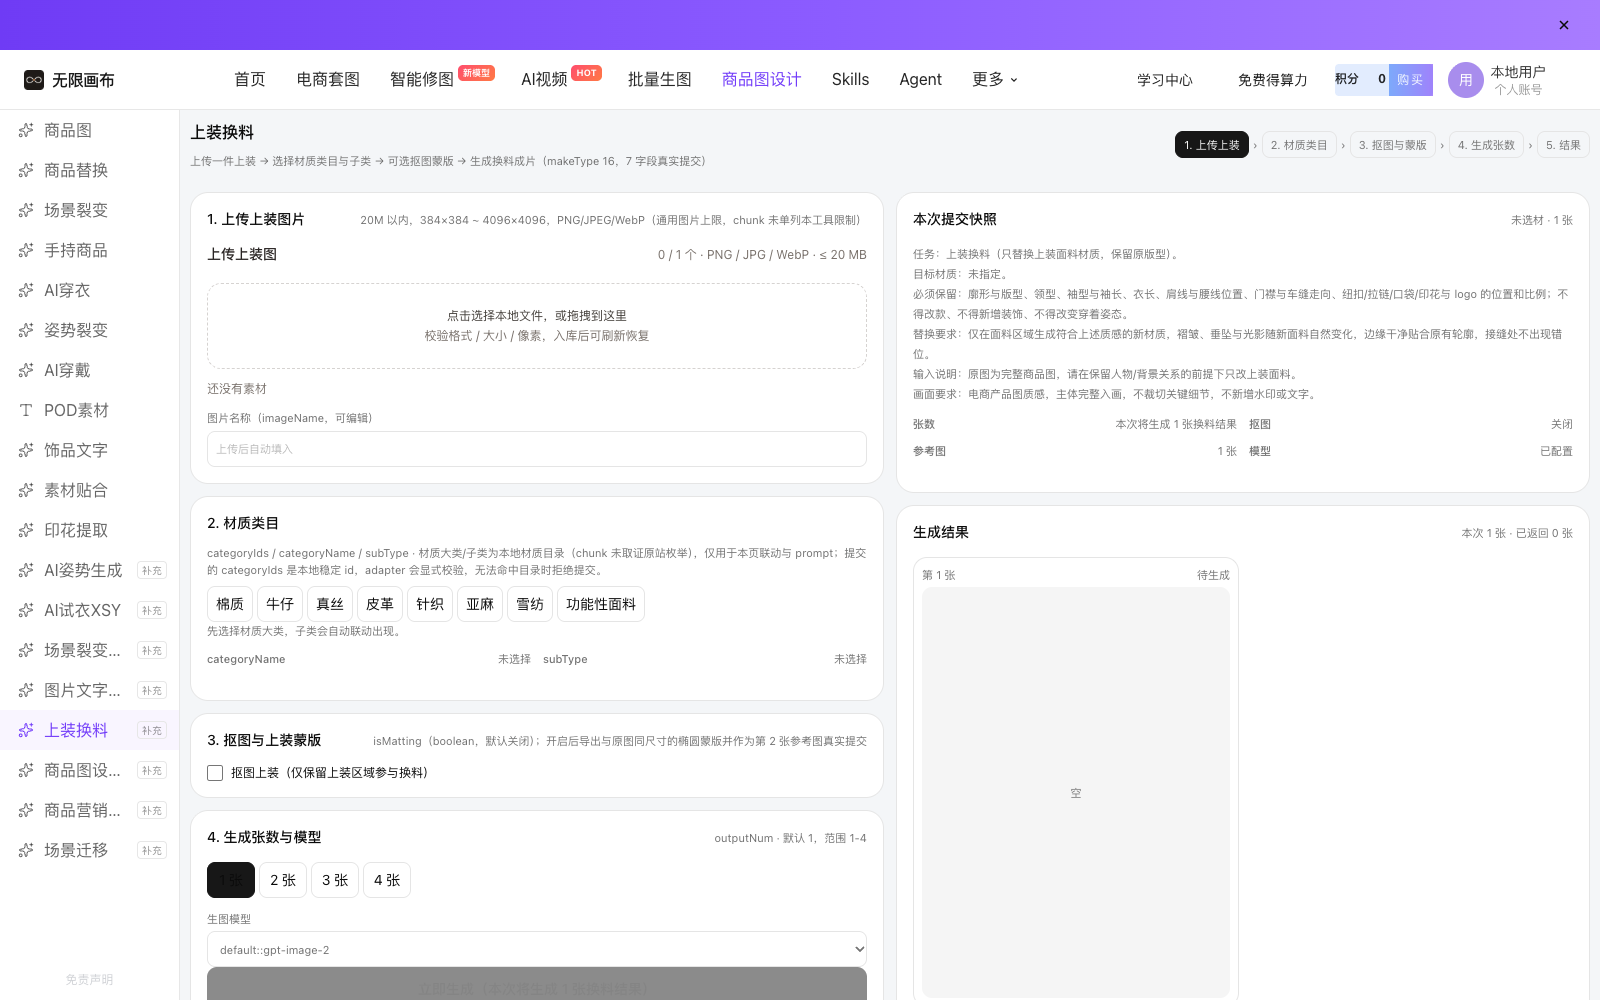 无限画布
首页
电商套图
智能修图
新模型
AI视频
HOT
批量生图
商品图设计
Skills
Agent
更多
学习中心
免费得算力
积分 0
购买
用
本地用户
个人账号
商品图
商品替换
场景裂变
手持商品
AI穿衣
姿势裂变
AI穿戴
POD素材
饰品文字
素材贴合
印花提取
AI姿势生成 补充
AI试衣XSY 补充
场景裂变... 补充
图片文字... 补充
上装换料 补充
商品图设... 补充
商品营销... 补充
场景迁移 补充
免责声明
上装换料
上传一件上装 → 选择材质类目与子类 → 可选抠图蒙版 → 生成换料成片（makeType 16，7 字段真实提交）
1. 上传上装 › 2. 材质类目 › 3. 抠图与蒙版 › 4. 生成张数 › 5. 结果
1. 上传上装图片
20M 以内，384×384 ~ 4096×4096，PNG/JPEG/WebP（通用图片上限，chunk 未单列本工具限制）
上传上装图
0 / 1 个 · PNG / JPG / WebP · ≤ 20 MB
点击选择本地文件，或拖拽到这里
校验格式 / 大小 / 像素，入库后可刷新恢复
还没有素材
图片名称（imageName，可编辑）
上传后自动填入
2. 材质类目
categoryIds / categoryName / subType · 材质大类/子类为本地材质目录（chunk 未取证原站枚举），仅用于本页联动与 prompt；提交
的 categoryIds 是本地稳定 id，adapter 会显式校验，无法命中目录时拒绝提交。
棉质
牛仔
真丝
皮革
针织
亚麻
雪纺
功能性面料
先选择材质大类，子类会自动联动出现。
categoryName 未选择 subType 未选择
3. 抠图与上装蒙版
isMatting（boolean，默认关闭）；开启后导出与原图同尺寸的椭圆蒙版并作为第 2 张参考图真实提交
抠图上装（仅保留上装区域参与换料）
4. 生成张数与模型
outputNum · 默认 1，范围 1-4
1 张
2 张
3 张
4 张
生图模型
default::gpt-image-2
立即生成（本次将生成 1 张换料结果）
本次提交快照
未选材 · 1 张
任务：上装换料（只替换上装面料材质，保留原版型）。
目标材质：未指定。
必须保留：廓形与版型、领型、袖型与袖长、衣长、肩线与腰线位置、门襟与车缝走向、纽扣/拉链/口袋/印花与 logo 的位置和比例；不
得改款、不得新增装饰、不得改变穿着姿态。
替换要求：仅在面料区域生成符合上述质感的新材质，褶皱、垂坠与光影随新面料自然变化，边缘干净贴合原有轮廓，接缝处不出现错
位。
输入说明：原图为完整商品图，请在保留人物/背景关系的前提下只改上装面料。
画面要求：电商产品图质感，主体完整入画，不裁切关键细节，不新增水印或文字。
张数 本次将生成 1 张换料结果 抠图 关闭
参考图 1 张 模型 已配置
生成结果
本次 1 张 · 已返回 0 张
第 1 张 待生成
空